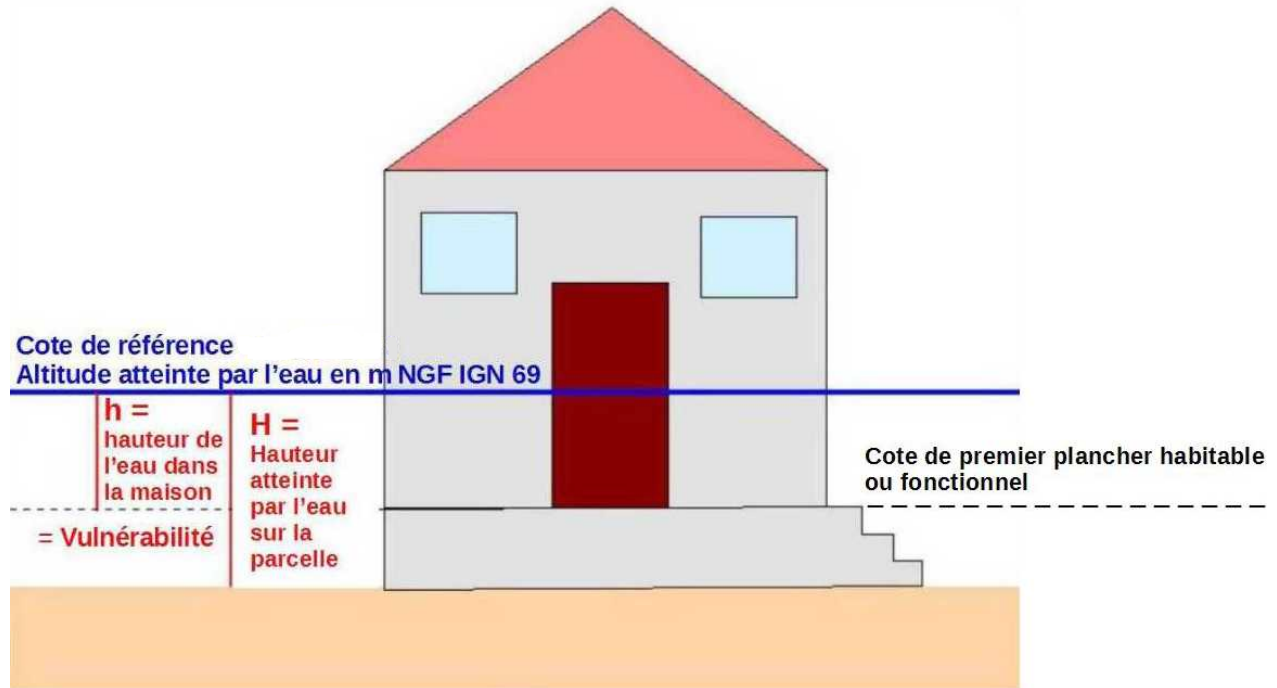 Cote de référence
Altitude atteinte par l'eau en m NGF IGN 69
h =
hauteur de
l'eau dans
la maison
= Vulnérabilité
H =
Hauteur
atteinte
par l'eau
sur la
parcelle
Cote de premier plancher habitable
ou fonctionnel